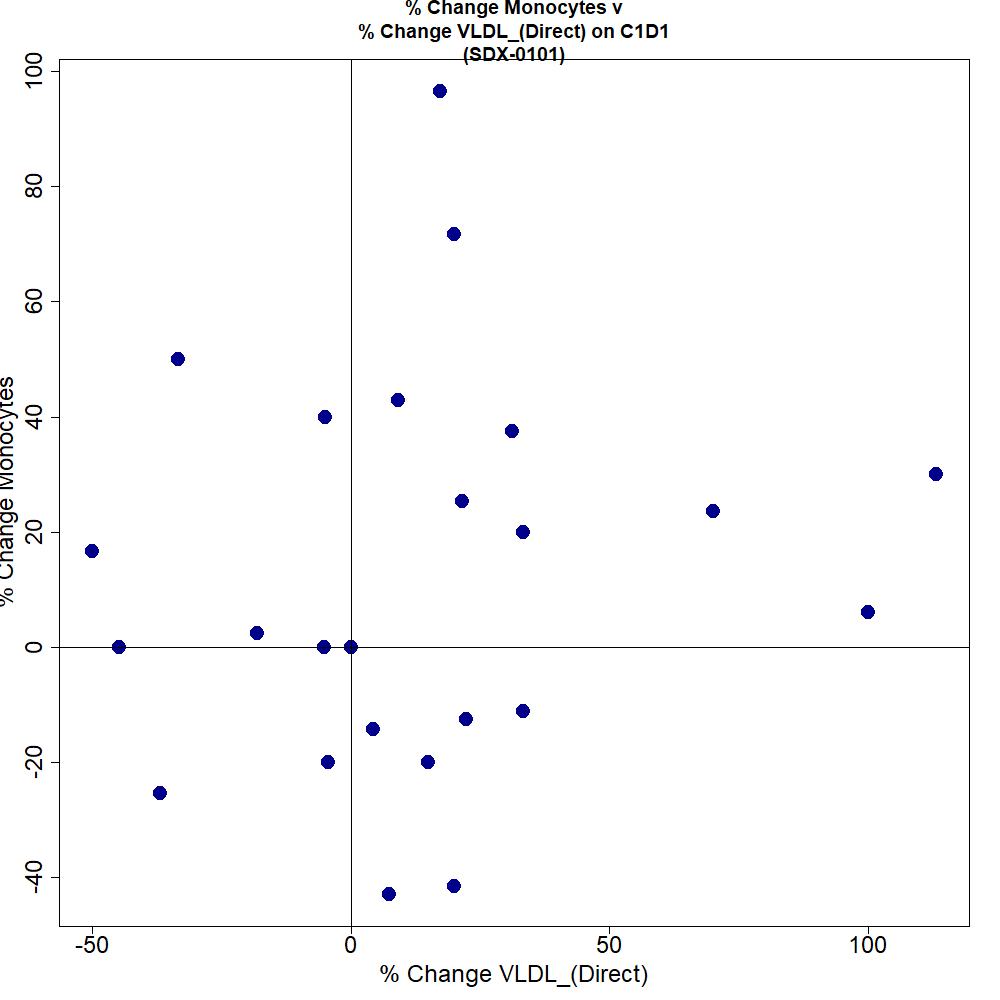 % Change Monocytes v
% Change VLDL_(Direct) on C1D1
(SDX-0101)
100
80
60
40
20
0
-20
-40
% Change Monocytes
-50
0
50
100
% Change VLDL_(Direct)